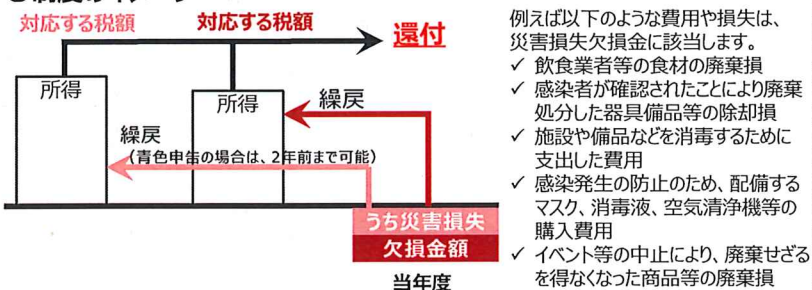 対応する税額
対応する税額
還付
所得
所得
繰戻
繰戻
(青色申告の場合は、2年前まで可能)
うち災害損失
欠損金額
当年度
例えば以下のような費用や損失は、
災害損失欠損金に該当します。
✓ 飲食業者等の食材の廃棄損
✓ 感染者が確認されたことにより廃棄
処分した器具備品等の除却損
✓ 施設や備品などを消毒するために
支出した費用
✓ 感染発生の防止のため、配備する
マスク、消毒液、空気清浄機等の
購入費用
✓ イベント等の中止により、廃棄せざる
を得なくなった商品等の廃棄損